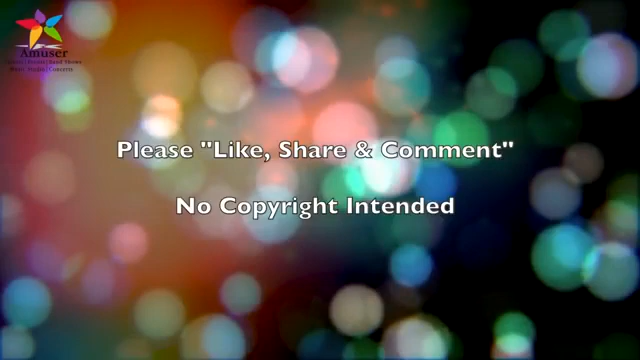 Amuser
Please "Like, Share & Comment"
No Copyright Intended